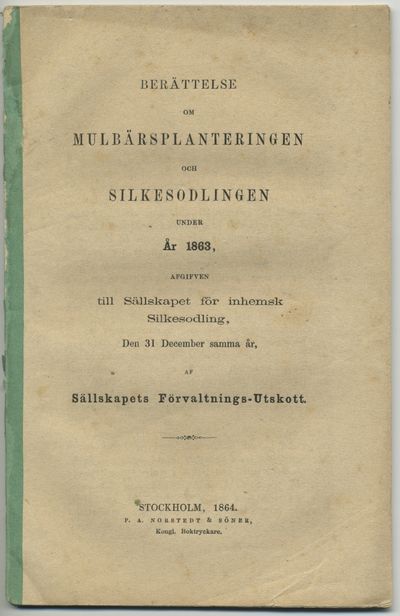 BERÄTTELSE
OM
MULBÄRSPLANTERINGEN
OCH
SILKESODLINGEN
UNDER
År 1863,
AFGIFVEN
till Sällskapet för inhemsk
Silkesodling,
Den 31 December samma år,
AF
Sällskapets Förvaltnings-Utskott.
STOCKHOLM, 1864.
P. A. NORSTEDT & SÖNER,
Kongl. Boktryckare.